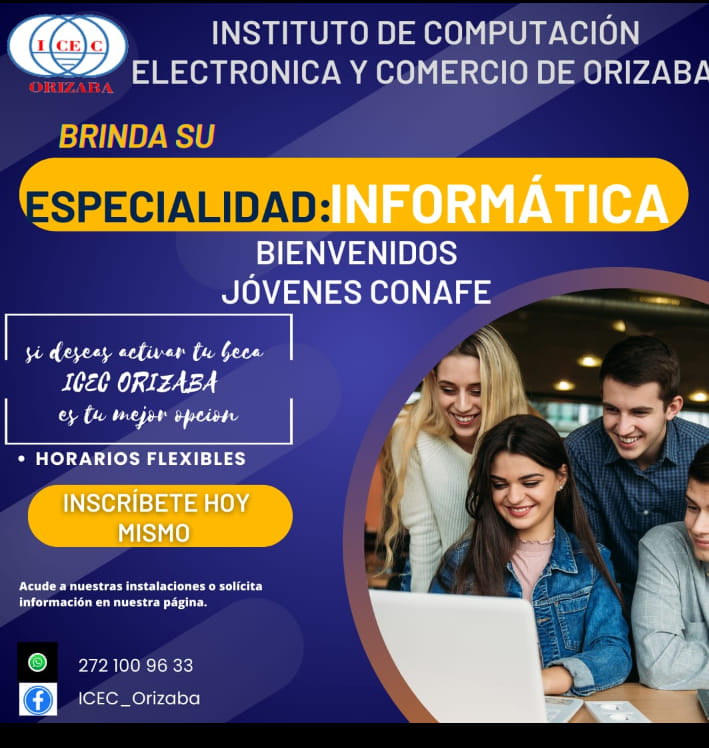 I CE C
ORIZABA
INSTITUTO DE COMPUTACIÓN
ELECTRONICA Y COMERCIO DE ORIZABA
BRINDA SU
ESPECIALIDAD:INFORMÁTICA
BIENVENIDOS
JÓVENES CONAFE
si deseas activar tu beca
ICEC ORIZABA
es tu mejor opcion
• HORARIOS FLEXIBLES
INSCRÍBETE HOY
MISMO
Acude a nuestras instalaciones o solícita
información en nuestra página.
272 100 96 33
ICEC_Orizaba